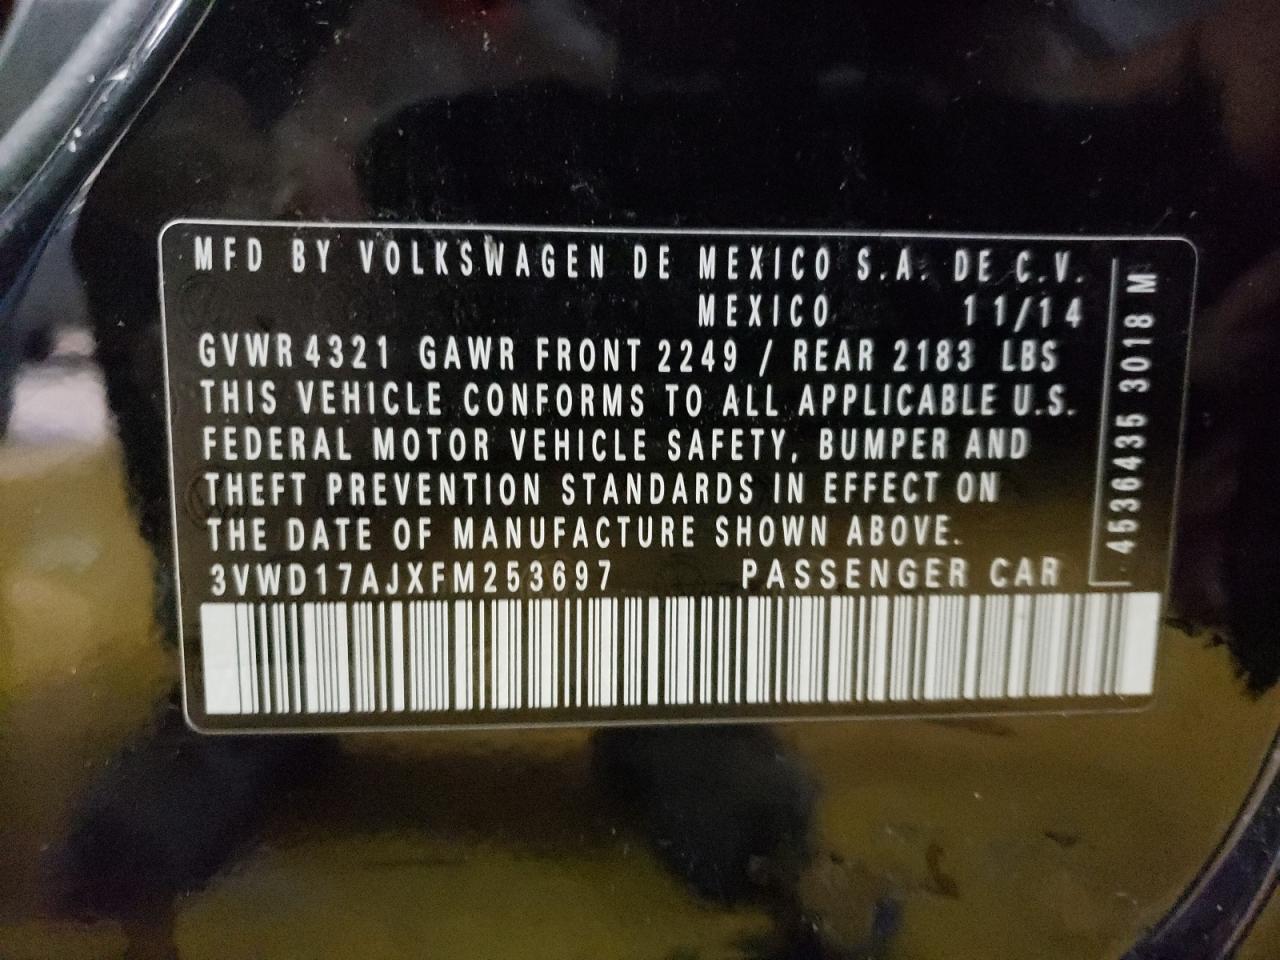 MFD BY VOLKSWAGEN DE MEXICO S.A. DE C.V.
MEXICO 11/14
GVWR 4321 GAWR FRONT 2249 / REAR 2183 LBS
THIS VEHICLE CONFORMS TO ALL APPLICABLE U.S.
FEDERAL MOTOR VEHICLE SAFETY, BUMPER AND
THEFT PREVENTION STANDARDS IN EFFECT ON
THE DATE OF MANUFACTURE SHOWN ABOVE.
3VWD17AJXFM253697 PASSENGER CAR
4536435 3018 M